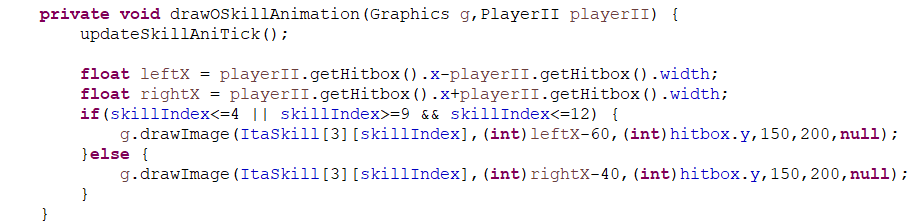 private void drawOSkillAnimation(Graphics g,PlayerII playerII) {
updateSkillAniTick();
float leftX = playerII.getHitbox().x-playerII.getHitbox().width;
float rightX = playerII.getHitbox().x+playerII.getHitbox().width;
if(skillIndex<=4 || skillIndex>=9 && skillIndex<=12) {
g.drawImage(ItaSkill[3][skillIndex],(int)leftX-60,(int)hitbox.y,150,200,null);
}else {
g.drawImage(ItaSkill[3][skillIndex],(int)rightX-40,(int)hitbox.y,150,200,null);
}
}